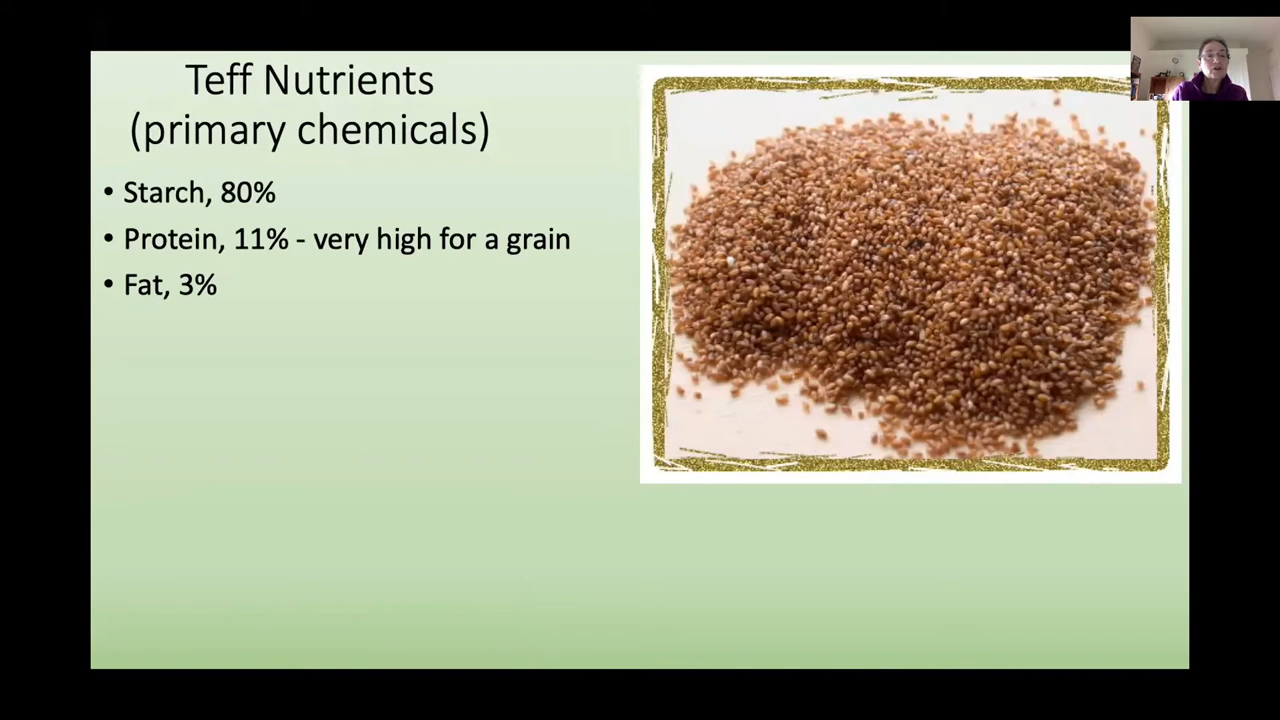 Teff Nutrients
(primary chemicals)
• Starch, 80%
• Protein, 11% - very high for a grain
• Fat, 3%